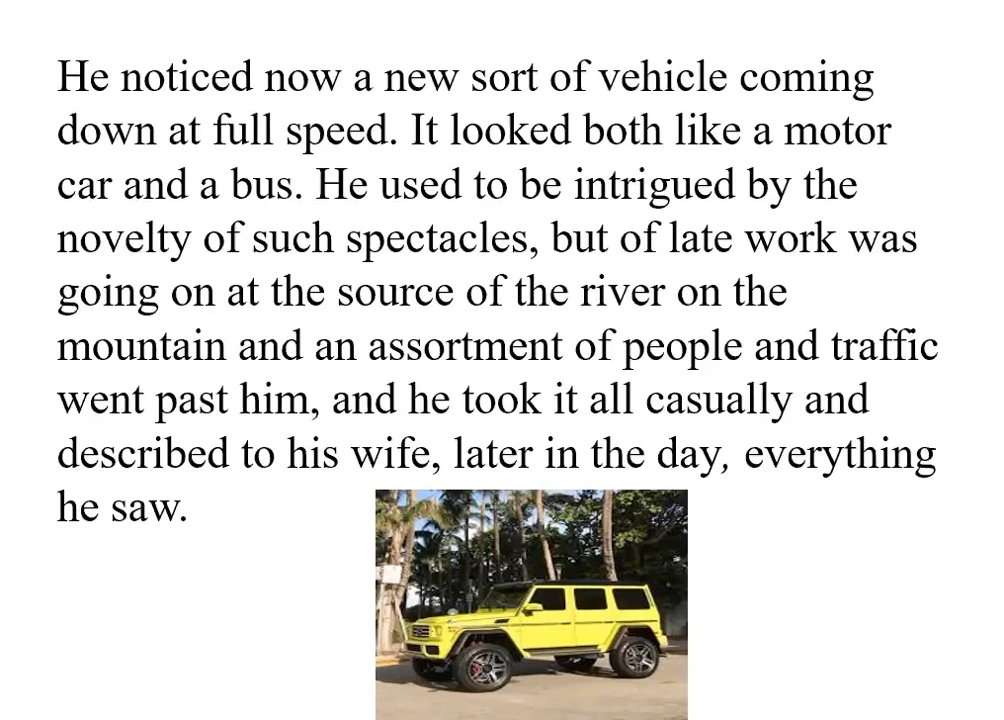 He noticed now a new sort of vehicle coming
down at full speed. It looked both like a motor
car and a bus. He used to be intrigued by the
novelty of such spectacles, but of late work was
going on at the source of the river on the
mountain and an assortment of people and traffic
went past him, and he took it all casually and
described to his wife, later in the day, everything
he saw.